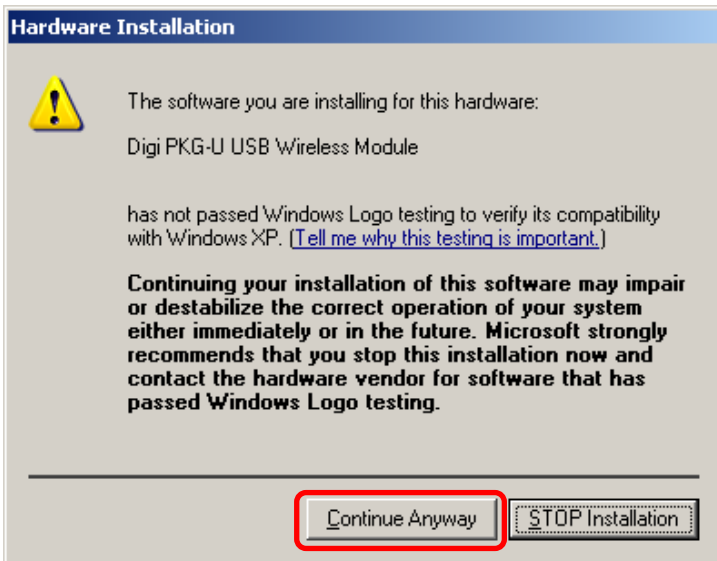 Hardware Installation
The software you are installing for this hardware:
Digi PKG-U USB Wireless Module
has not passed Windows Logo testing to verify its compatibility
with Windows XP. (Tell me why this testing is important.)
Continuing your installation of this software may impair
or destabilize the correct operation of your system
either immediately or in the future. Microsoft strongly
recommends that you stop this installation now and
contact the hardware vendor for software that has
passed Windows Logo testing.
Continue Anyway STOP Installation